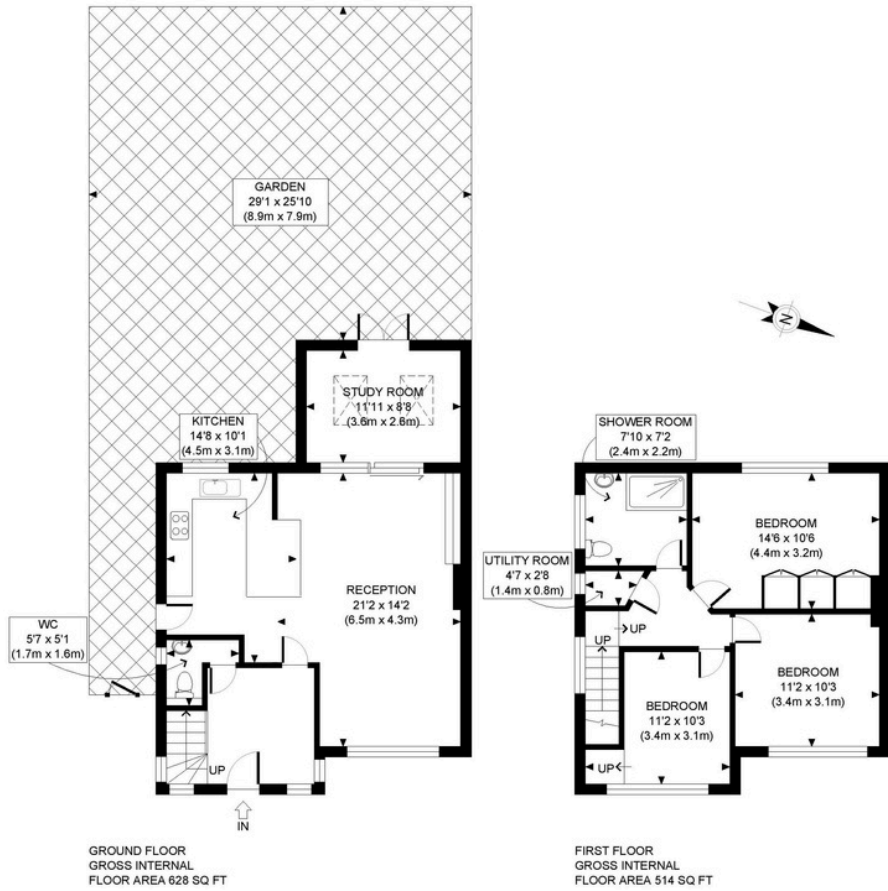 GARDEN
29'1 x 25'10
(8.9m x 7.9m)
N
STUDY ROOM
11'11 x 8'8
(3.6m x 2.6m)
KITCHEN
14'8 x 10'1
(4.5m x 3.1m)
RECEPTION
21'2 x 14'2
(6.5m x 4.3m)
WC
5'7 x 5'1
(1.7m x 1.6m)
UP
IN
GROUND FLOOR
GROSS INTERNAL
FLOOR AREA 628 SQ FT
SHOWER ROOM
7'10 x 7'2
(2.4m x 2.2m)
BEDROOM
14'6 x 10'6
(4.4m x 3.2m)
UTILITY ROOM
4'7 x 2'8
(1.4m x 0.8m)
UP
UP
BEDROOM
11'2 x 10'3
(3.4m x 3.1m)
BEDROOM
11'2 x 10'3
(3.4m x 3.1m)
UP
FIRST FLOOR
GROSS INTERNAL
FLOOR AREA 514 SQ FT